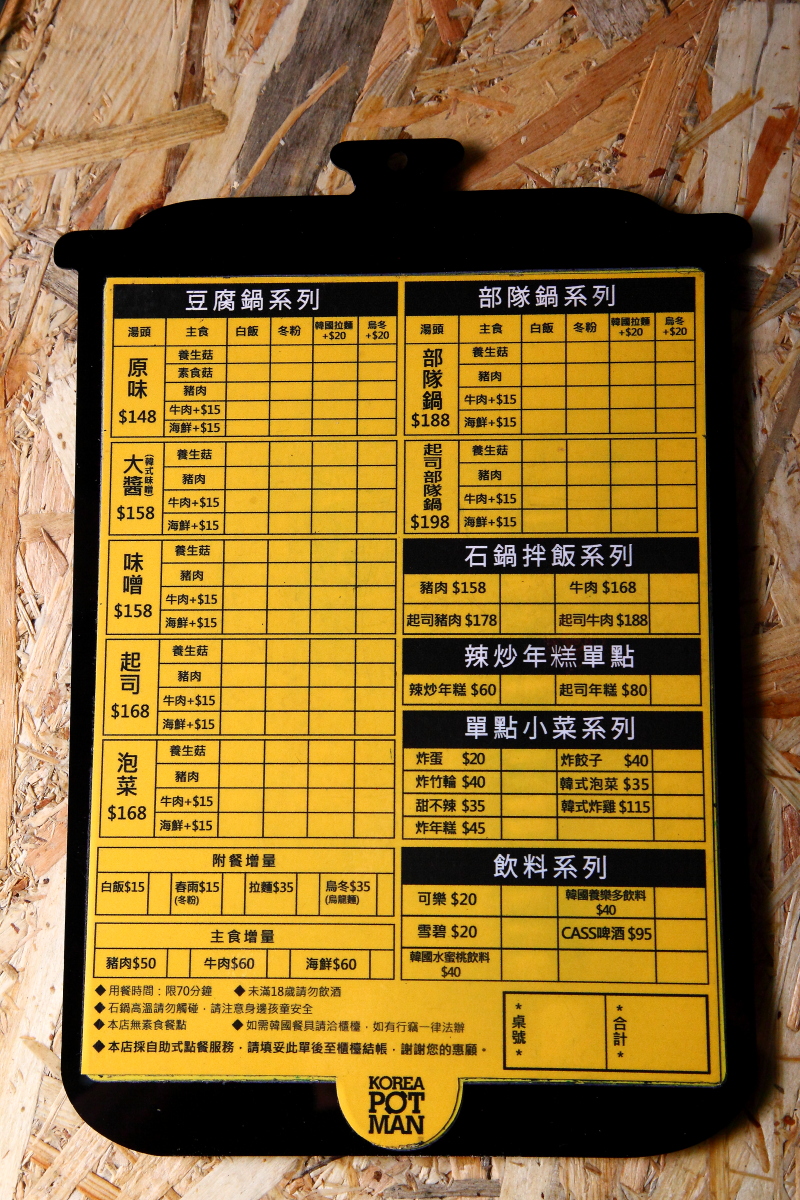 豆腐鍋系列
湯頭 主食 白飯 冬粉 韓國拉麵+$20 烏冬+$20
原味 $148
養生菇
素食菇
豬肉
牛肉+$15
海鮮+$15
大醬(韓式味噌) $158
養生菇
豬肉
牛肉+$15
海鮮+$15
味噌 $158
養生菇
豬肉
牛肉+$15
海鮮+$15
起司 $168
養生菇
豬肉
牛肉+$15
海鮮+$15
泡菜 $168
養生菇
豬肉
牛肉+$15
海鮮+$15
附餐增量
白飯$15 春雨$15(冬粉) 拉麵$35 烏冬$35(烏龍麵)
主食增量
豬肉$50 牛肉$60 海鮮$60
部隊鍋系列
湯頭 主食 白飯 冬粉 韓國拉麵+$20 烏冬+$20
部隊鍋 $188
養生菇
豬肉
牛肉+$15
海鮮+$15
起司部隊鍋 $198
養生菇
豬肉
牛肉+$15
海鮮+$15
石鍋拌飯系列
豬肉 $158 牛肉 $168
起司豬肉 $178 起司牛肉 $188
辣炒年糕單點
辣炒年糕 $60 起司年糕 $80
單點小菜系列
炸蛋 $20 炸餃子 $40
炸竹輪 $40 韓式泡菜 $35
甜不辣 $35 韓式炸雞 $115
炸年糕 $45
飲料系列
可樂 $20 韓國養樂多飲料 $40
雪碧 $20 CASS啤酒 $95
韓國水蜜桃飲料 $40
◆用餐時間：限70分鐘 ◆未滿18歲請勿飲酒
◆石鍋高溫請勿觸碰，請注意身邊孩童安全
◆本店無素食餐點 ◆如需韓國餐具請洽櫃檯，如有行竊一律法辦
◆本店採自助式點餐服務，請填妥此單後至櫃檯結帳，謝謝您的惠顧。
*桌號* *合計*
KOREA
POT
MAN